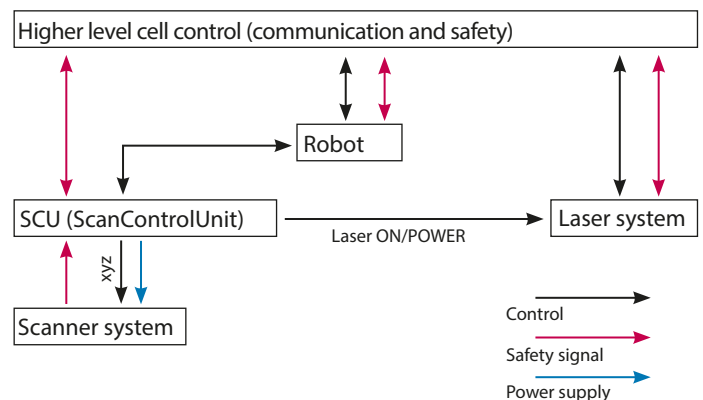 Higher level cell control (communication and safety)
Robot
SCU (ScanControlUnit)
Laser ON/POWER
Laser system
xyz
Scanner system
Control
Safety signal
Power supply